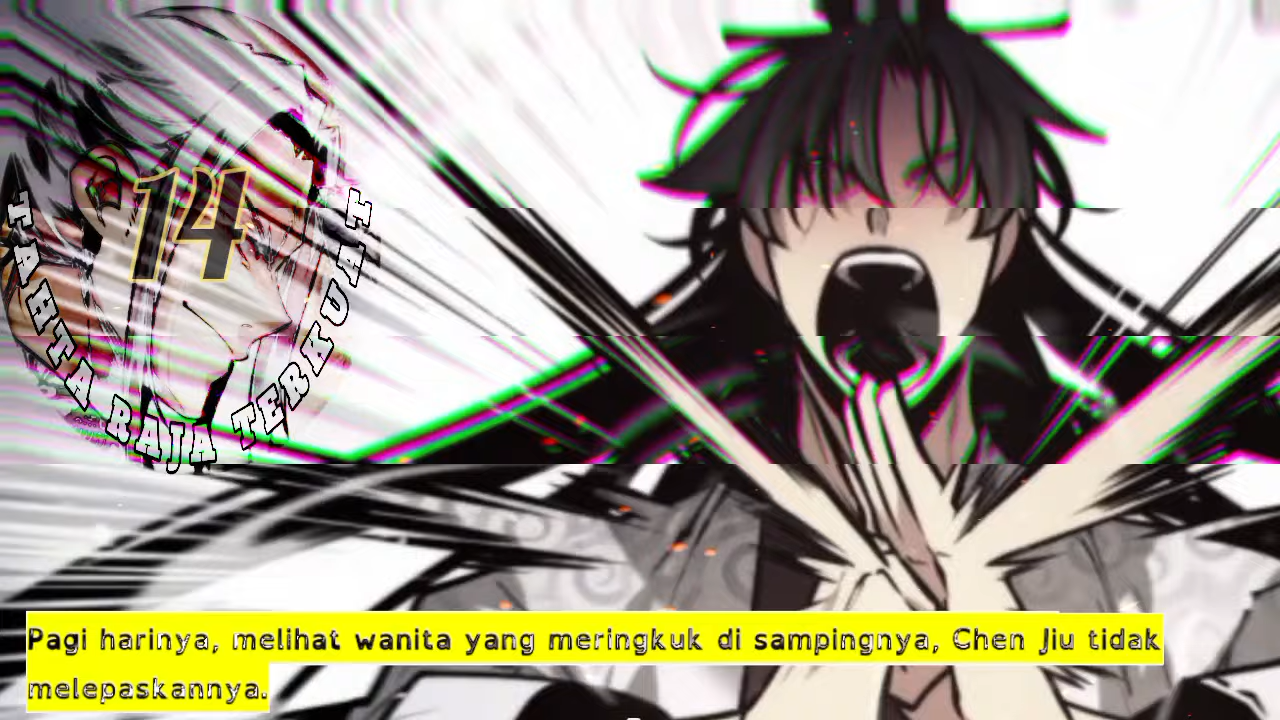 14
TAHTA RAJA TERKUAT
Pagi harinya, melihat wanita yang meringkuk di sampingnya, Chen Jiu tidak
melepaskannya.